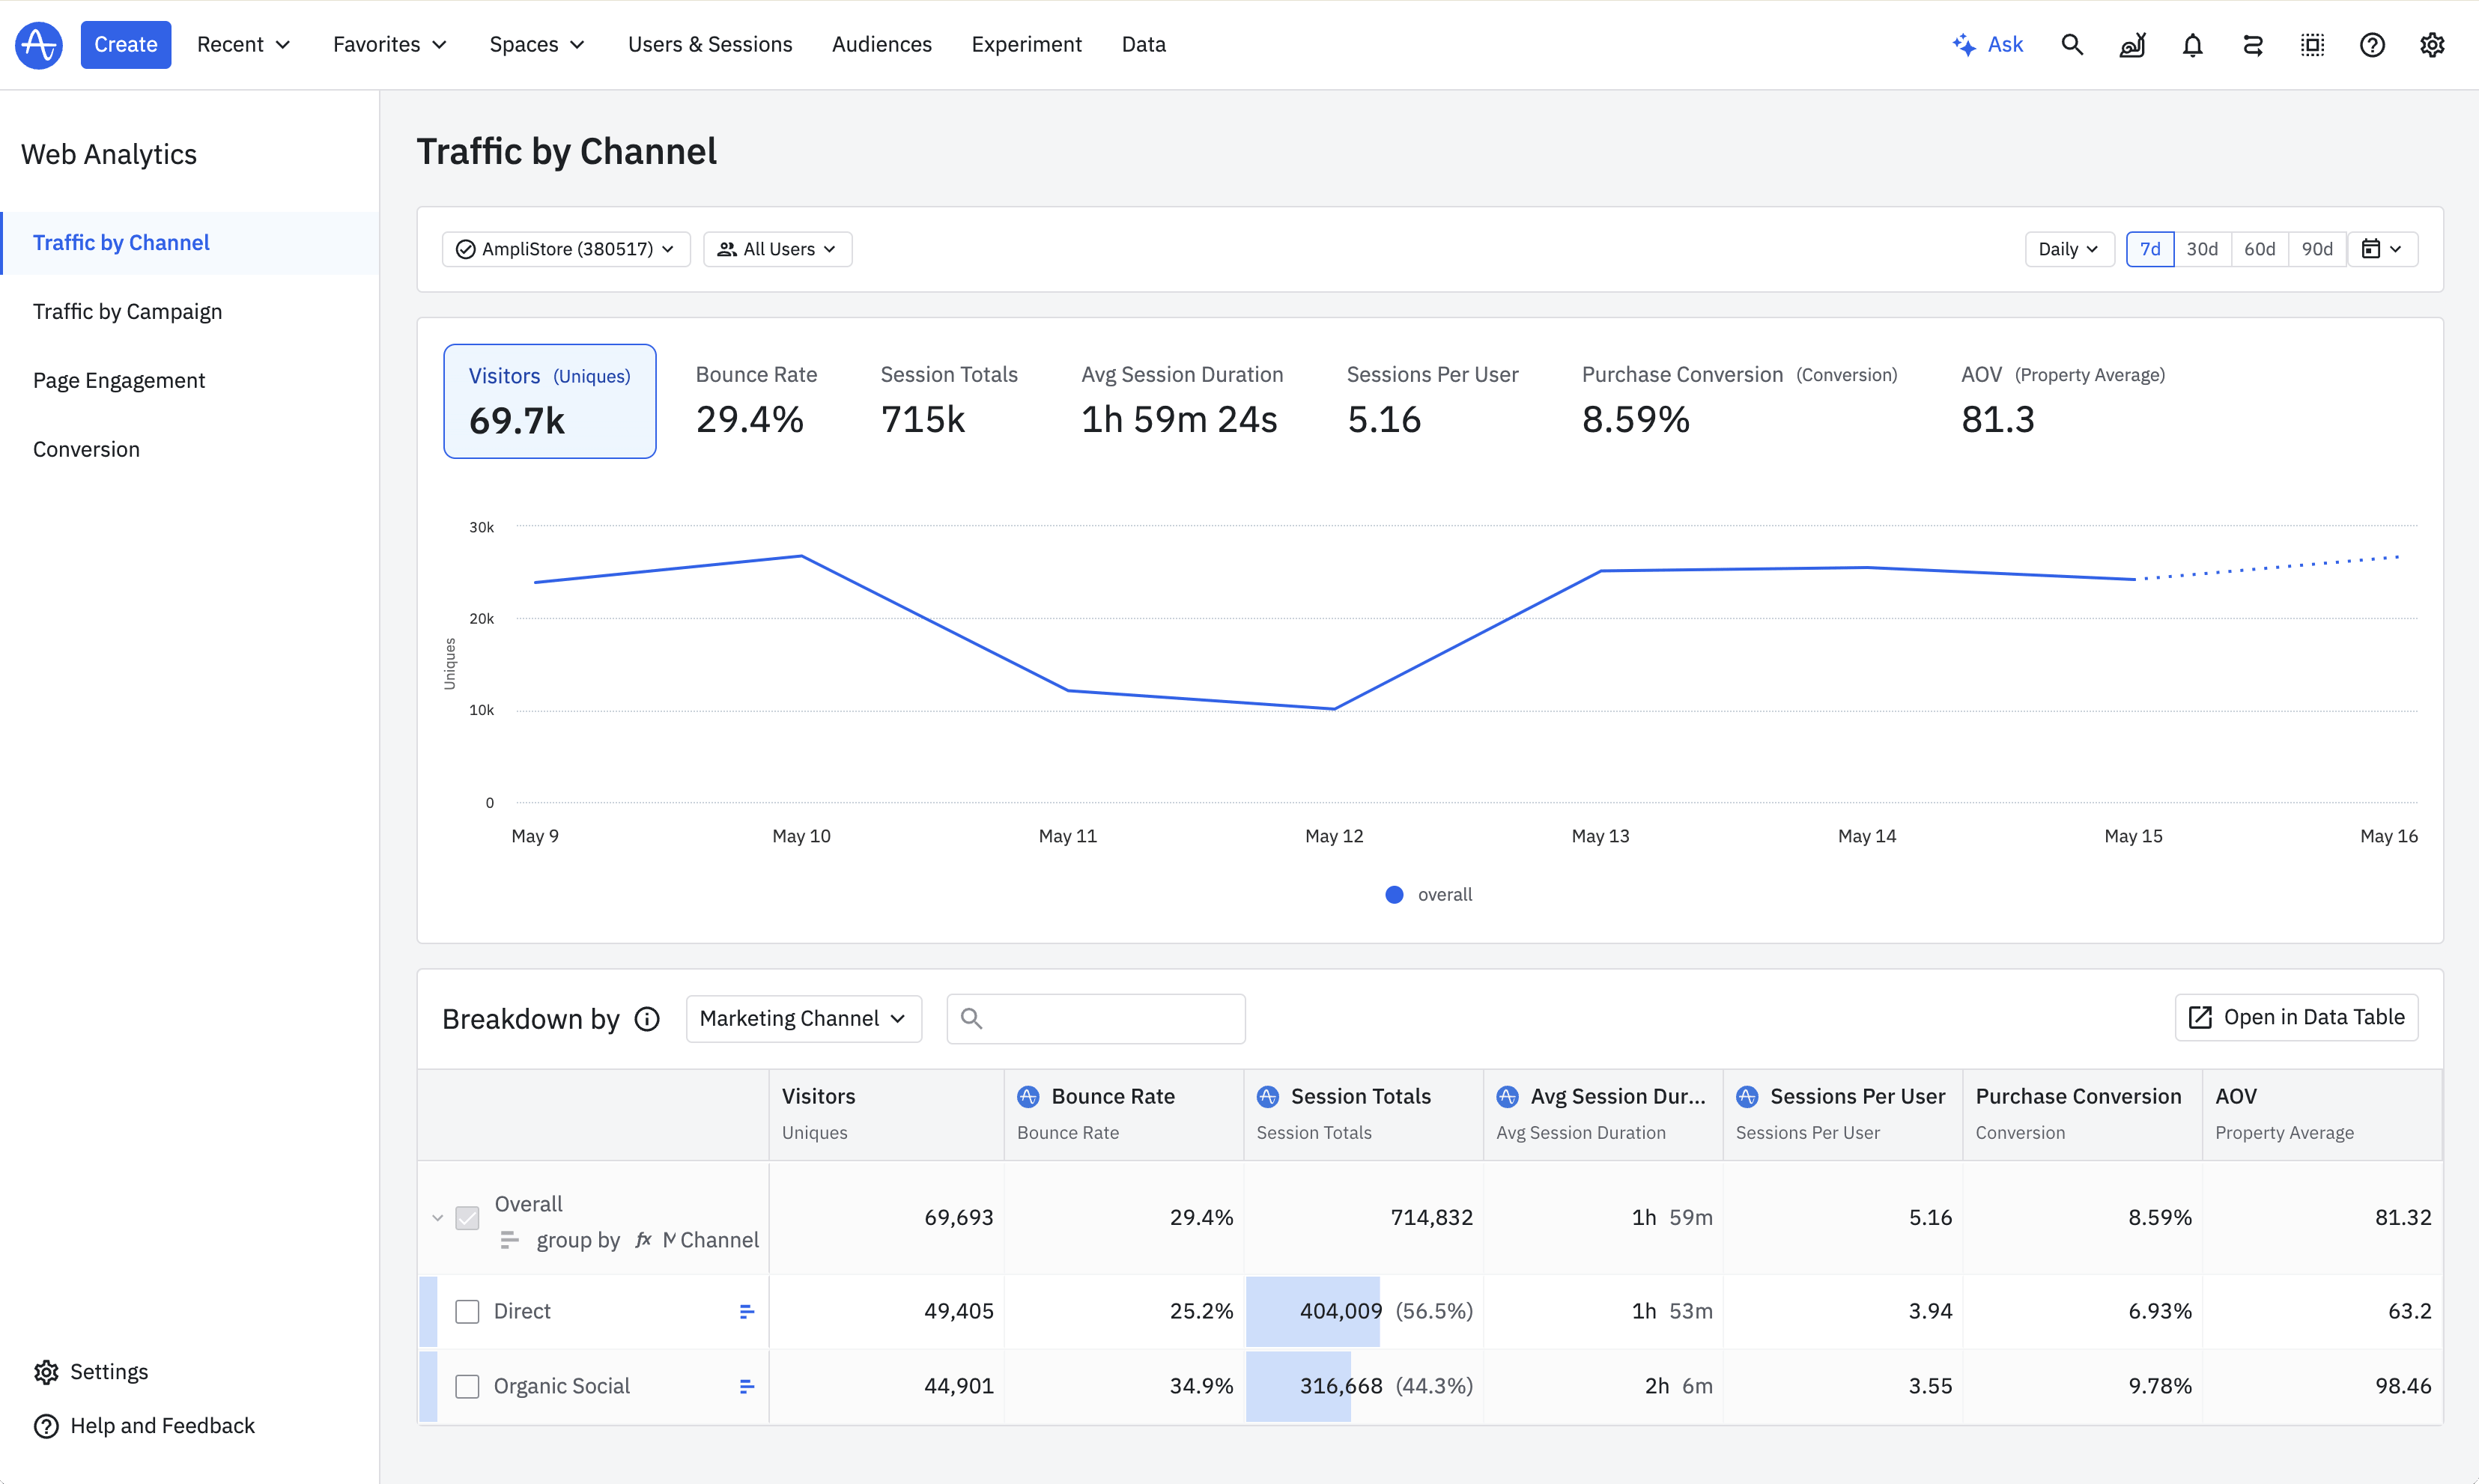 Create Recent Favorites Spaces Users & Sessions Audiences Experiment Data Ask
Web Analytics
Traffic by Channel
Traffic by Campaign
Page Engagement
Conversion
Settings
Help and Feedback
Traffic by Channel
AmpliStore (380517) All Users Daily 7d 30d 60d 90d
Visitors (Uniques) Bounce Rate Session Totals Avg Session Duration Sessions Per User Purchase Conversion (Conversion) AOV (Property Average)
69.7k 29.4% 715k 1h 59m 24s 5.16 8.59% 81.3
30k
20k
Uniques
10k
0
May 9 May 10 May 11 May 12 May 13 May 14 May 15 May 16
overall
Breakdown by Marketing Channel Open in Data Table
Visitors Bounce Rate Session Totals Avg Session Dur... Sessions Per User Purchase Conversion AOV
Uniques Bounce Rate Session Totals Avg Session Duration Sessions Per User Conversion Property Average
Overall
group by fx Channel
69,693 29.4% 714,832 1h 59m 5.16 8.59% 81.32
Direct 49,405 25.2% 404,009 (56.5%) 1h 53m 3.94 6.93% 63.2
Organic Social 44,901 34.9% 316,668 (44.3%) 2h 6m 3.55 9.78% 98.46